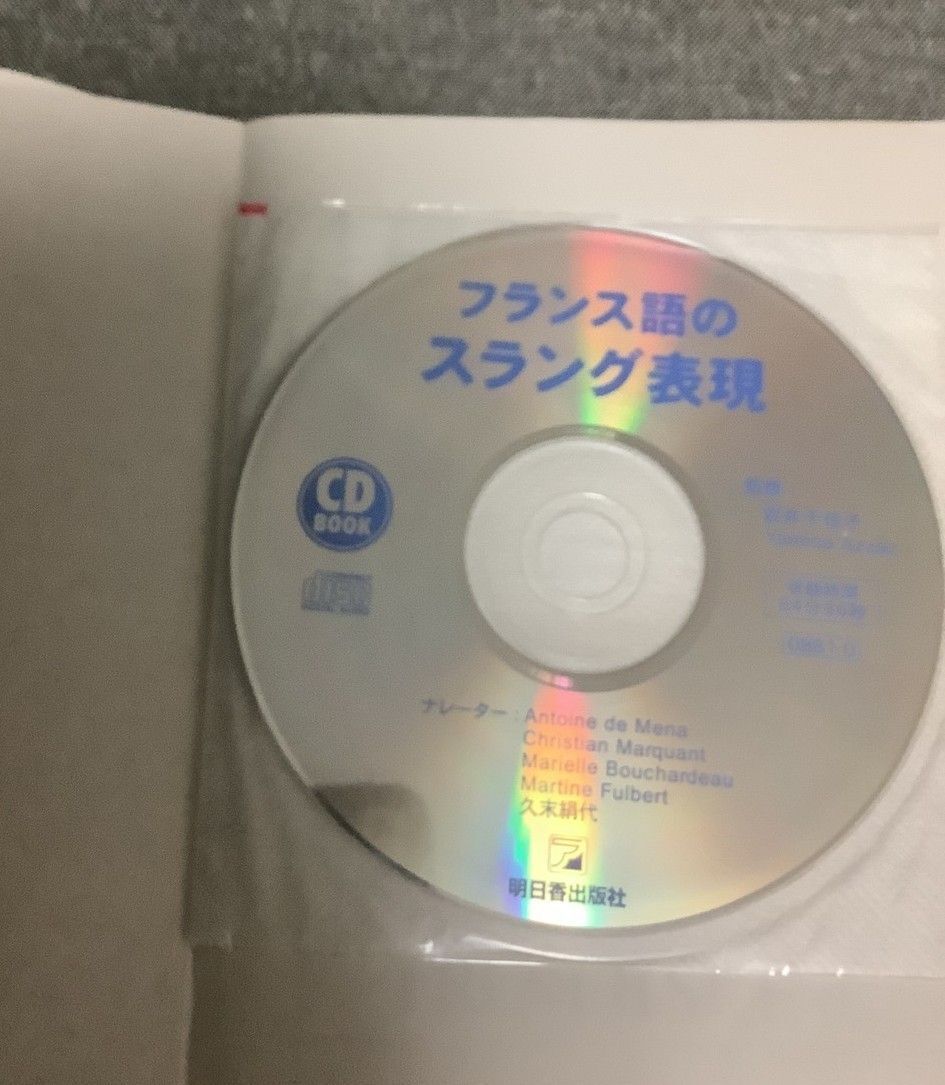 フランス語の
スラング表現
CD
BOOK
disc
ナレーター：Antoine de Mena
Christian Marquant
Marielle Bouchardeau
Martine Fulbert
久末絹代
明日香出版社